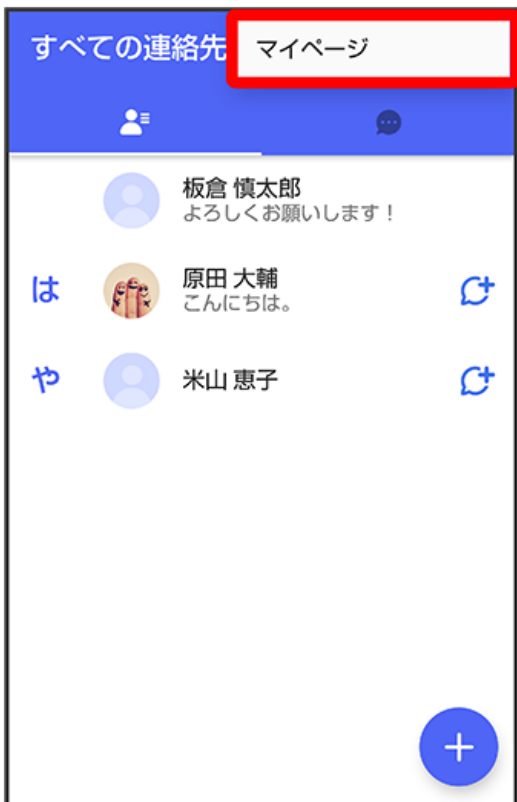 すべての連絡先
マイページ
板倉 慎太郎
よろしくお願いします！
は
原田 大輔
こんにちは。
や
米山 恵子